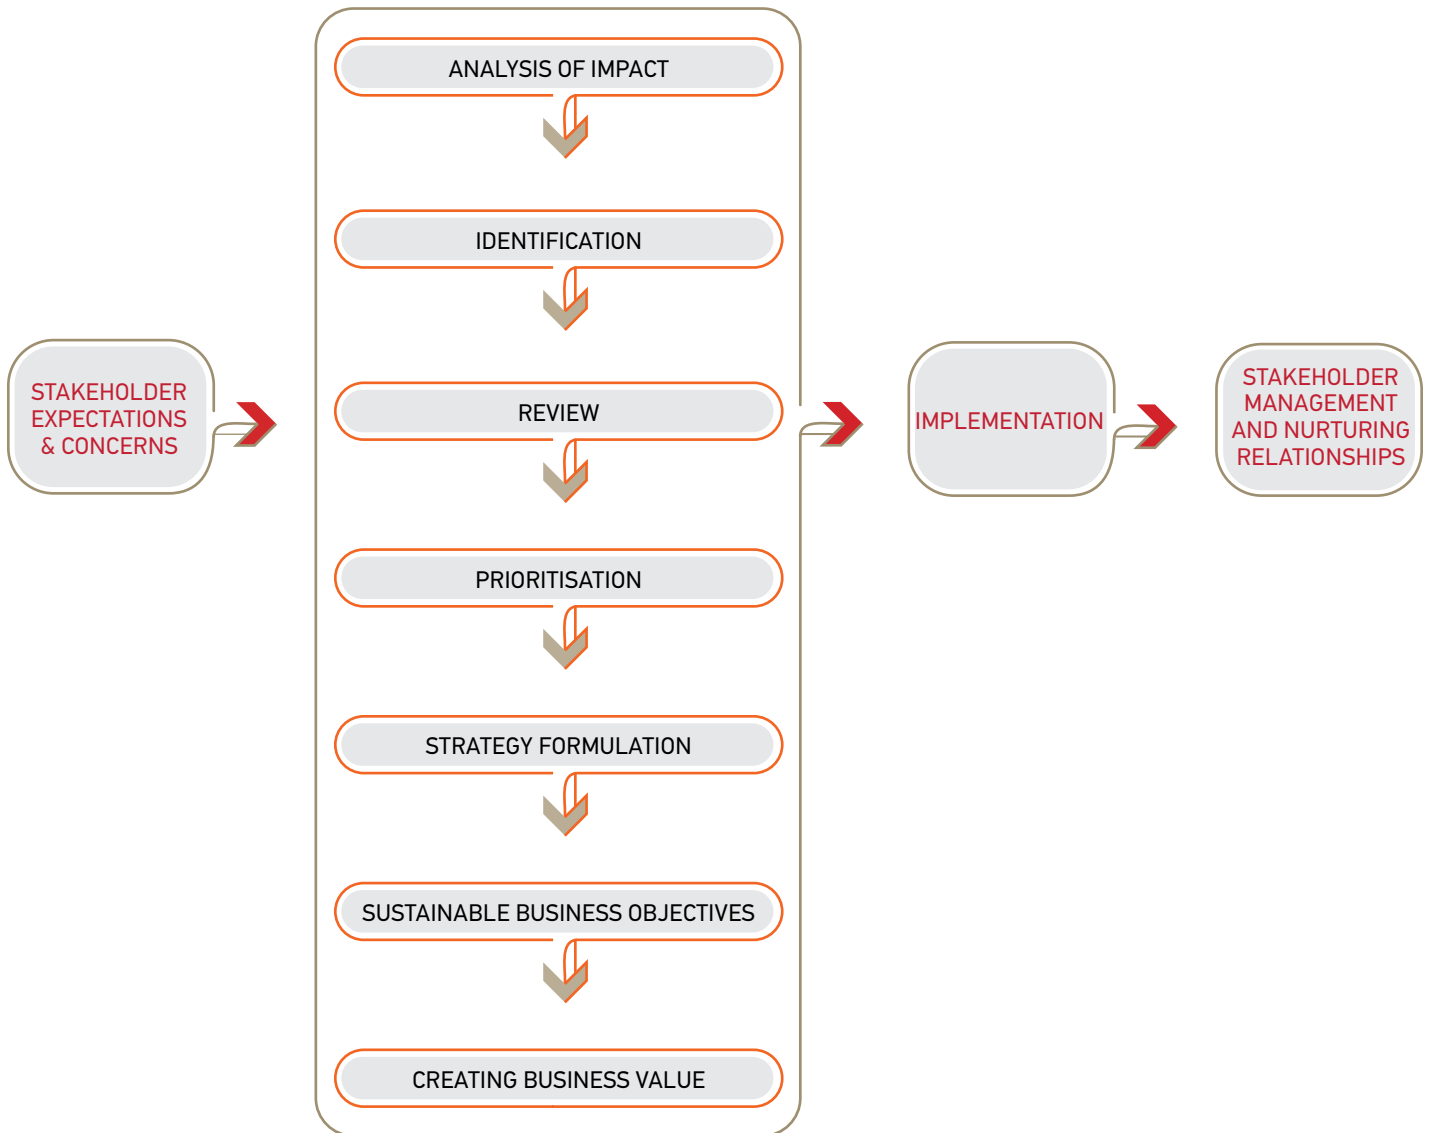 STAKEHOLDER
EXPECTATIONS
& CONCERNS
ANALYSIS OF IMPACT
IDENTIFICATION
REVIEW
PRIORITISATION
STRATEGY FORMULATION
SUSTAINABLE BUSINESS OBJECTIVES
CREATING BUSINESS VALUE
IMPLEMENTATION
STAKEHOLDER
MANAGEMENT
AND NURTURING
RELATIONSHIPS